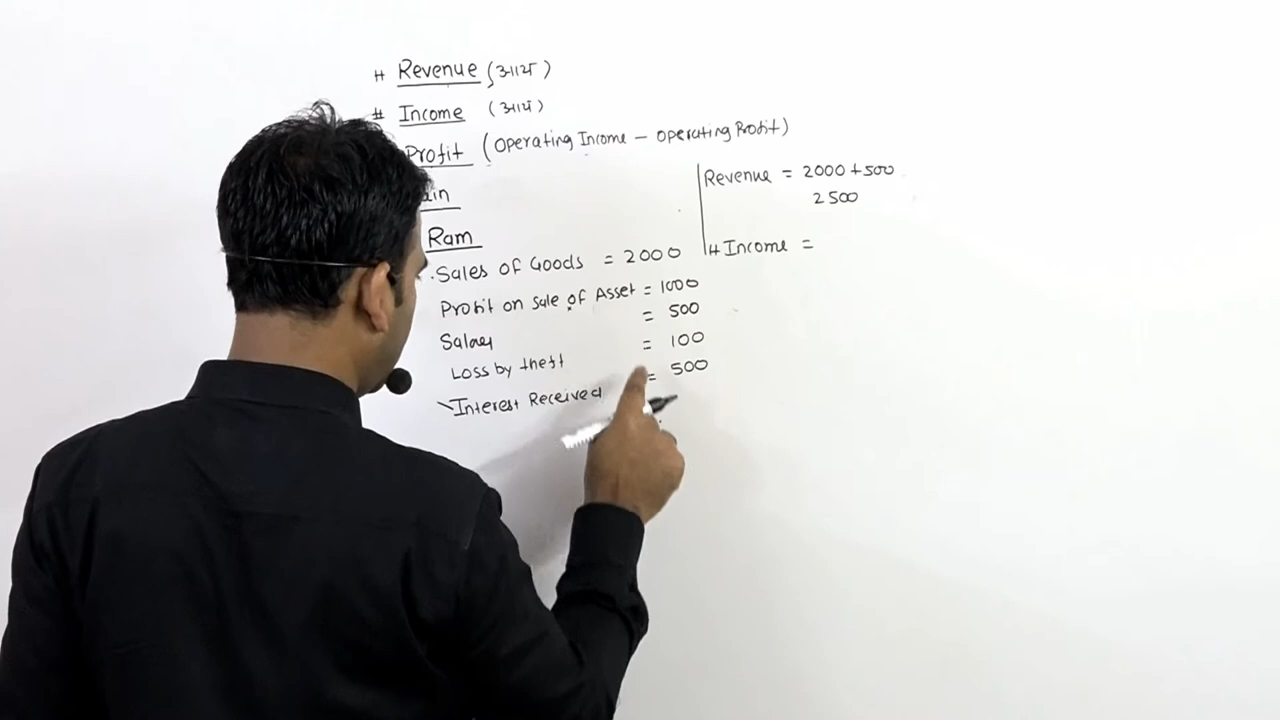 # Revenue (आय)
# Income (आय)
Profit (Operating Income – Operating Profit)
ain
Ram
Sales of Goods = 2000
Profit on sale of Asset = 1000
Salary = 500
Loss by theft = 100
Interest Received = 500
Revenue = 2000 + 500
2500
# Income =